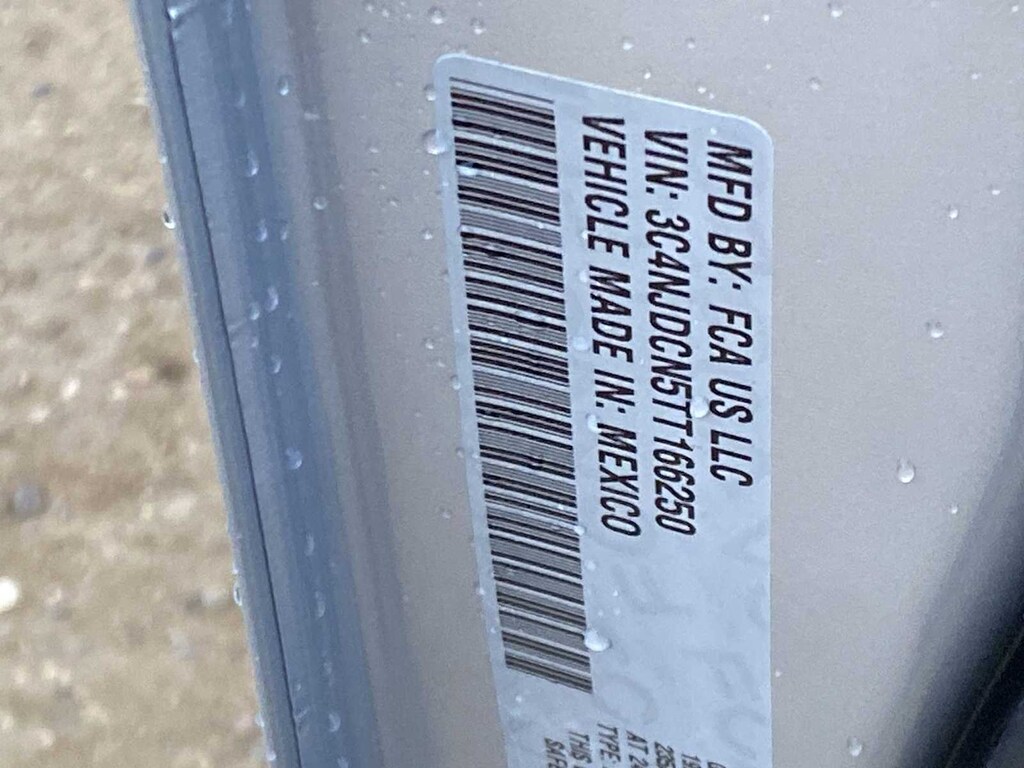 MFD BY: FCA US LLC
VIN: 3C4NJDCN5TT166250
VEHICLE MADE IN: MEXICO